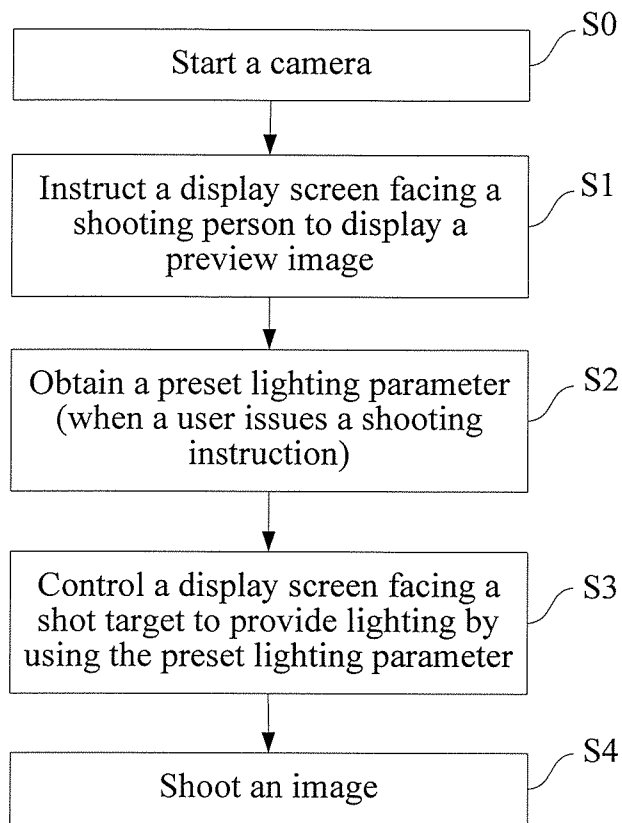 S0
Start a camera
S1
Instruct a display screen facing a
shooting person to display a
preview image
S2
Obtain a preset lighting parameter
(when a user issues a shooting
instruction)
S3
Control a display screen facing a
shot target to provide lighting by
using the preset lighting parameter
S4
Shoot an image